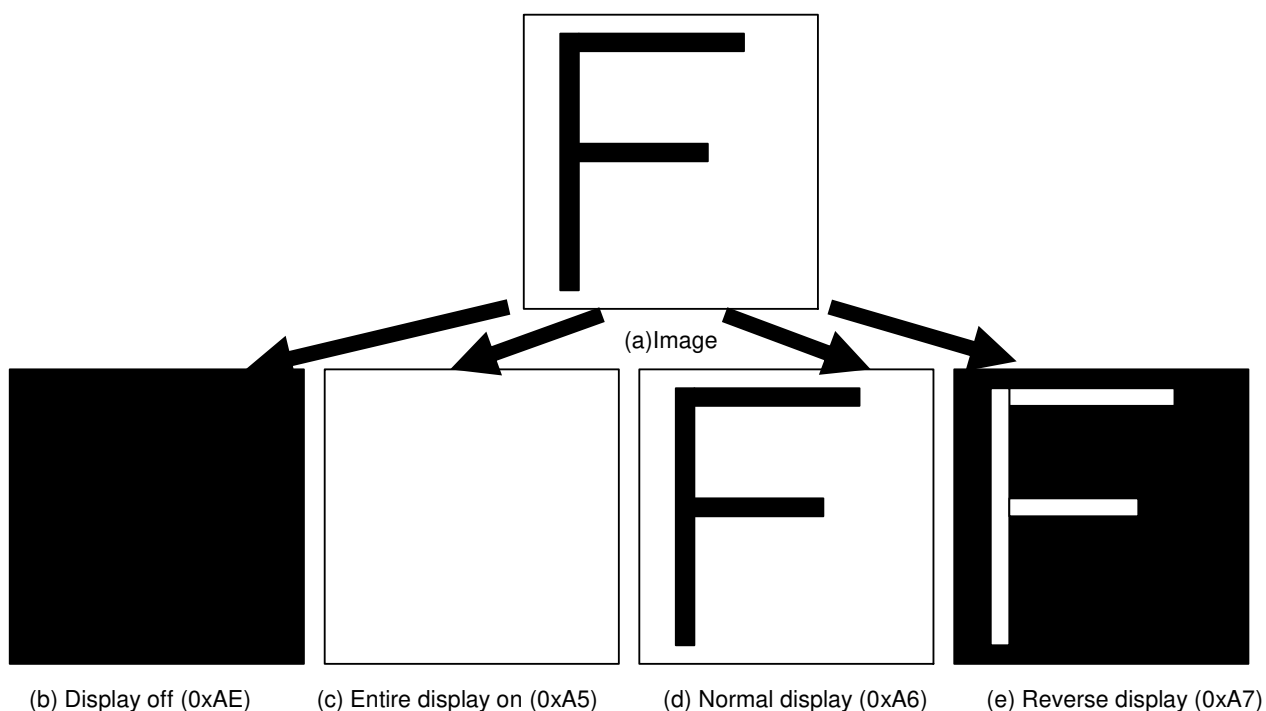 F
(a)Image
F
F
(b) Display off (0xAE)
(c) Entire display on (0xA5)
(d) Normal display (0xA6)
(e) Reverse display (0xA7)